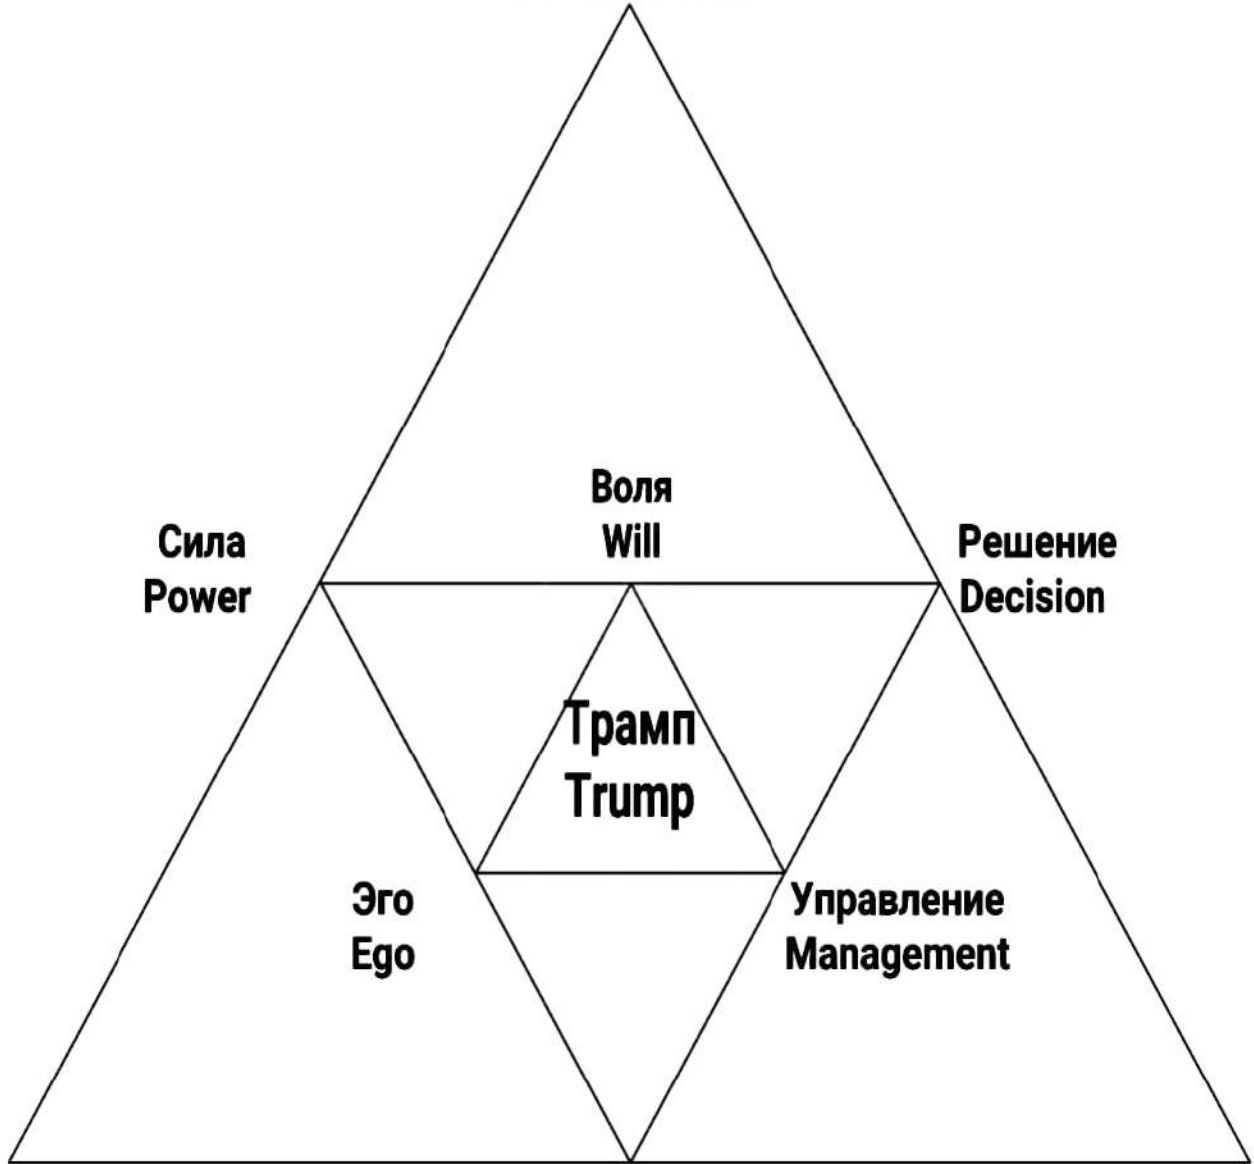 Воля
Will
Сила
Power
Решение
Decision
Трамп
Trump
Эго
Ego
Управление
Management